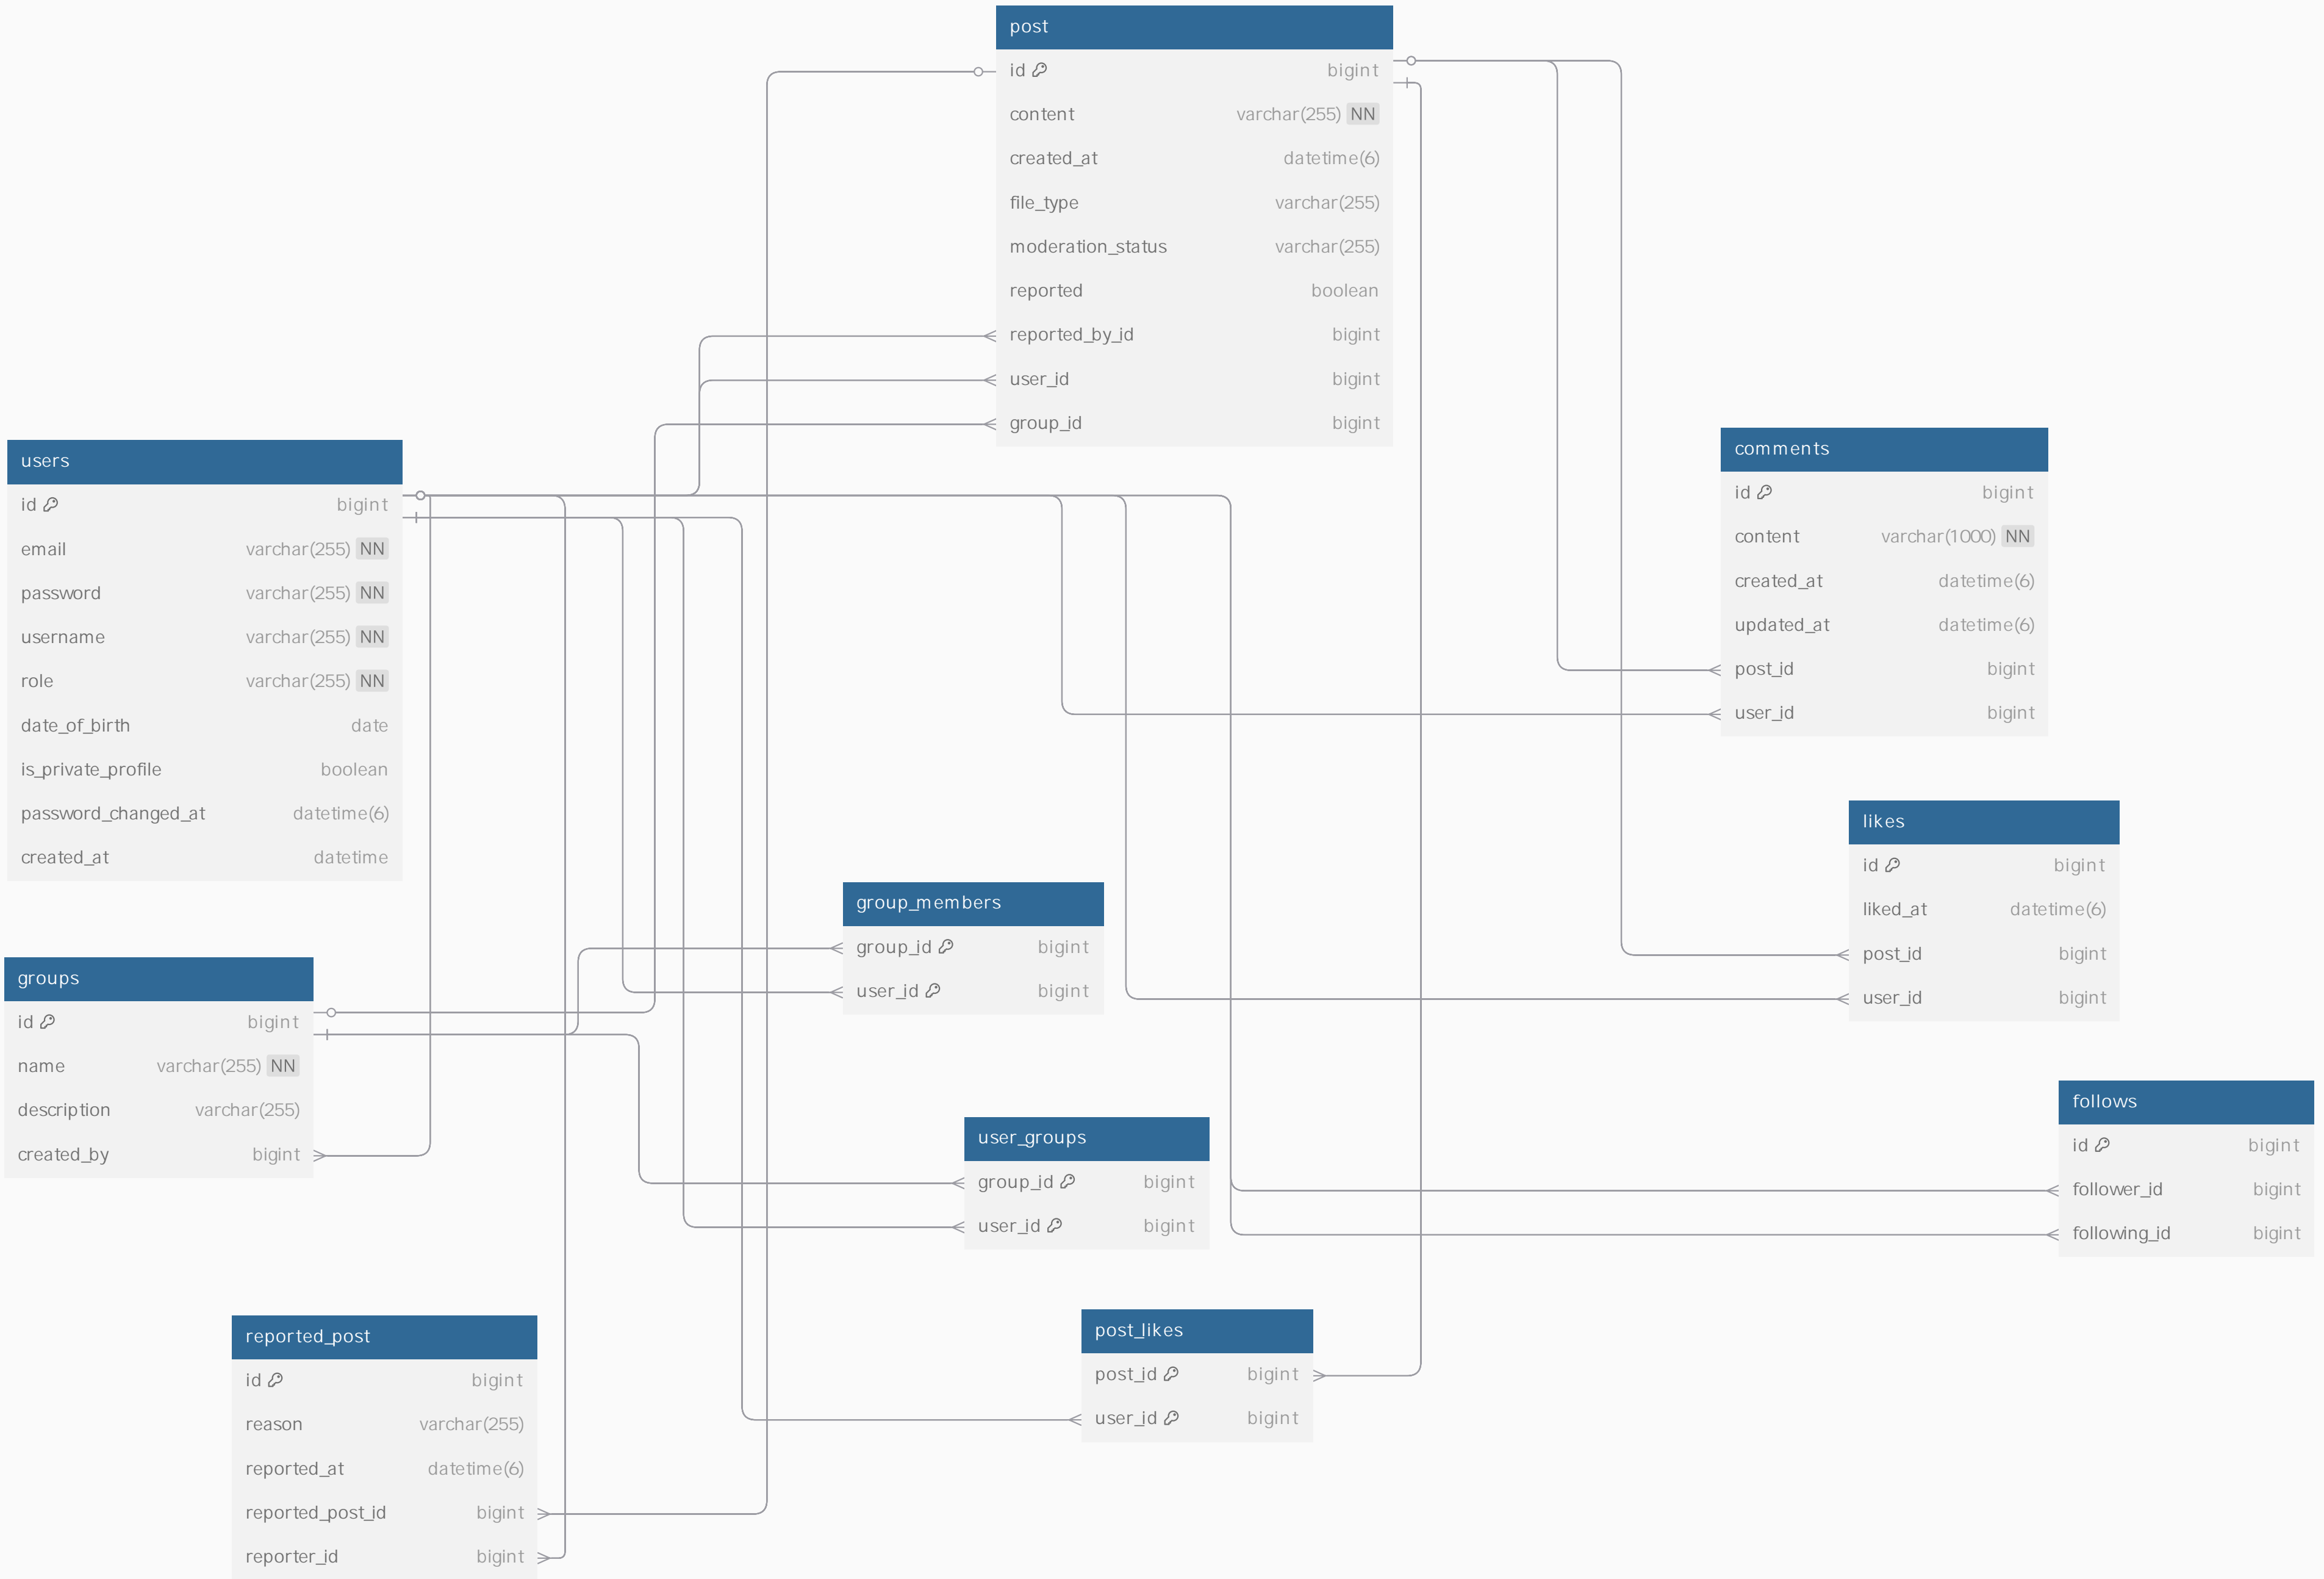 post
id bigint
content varchar(255) NN
created_at datetime(6)
file_type varchar(255)
moderation_status varchar(255)
reported boolean
reported_by_id bigint
user_id bigint
group_id bigint
users
id bigint
email varchar(255) NN
password varchar(255) NN
username varchar(255) NN
role varchar(255) NN
date_of_birth date
is_private_profile boolean
password_changed_at datetime(6)
created_at datetime
comments
id bigint
content varchar(1000) NN
created_at datetime(6)
updated_at datetime(6)
post_id bigint
user_id bigint
likes
id bigint
liked_at datetime(6)
post_id bigint
user_id bigint
group_members
group_id bigint
user_id bigint
groups
id bigint
name varchar(255) NN
description varchar(255)
created_by bigint
user_groups
group_id bigint
user_id bigint
follows
id bigint
follower_id bigint
following_id bigint
reported_post
id bigint
reason varchar(255)
reported_at datetime(6)
reported_post_id bigint
reporter_id bigint
post_likes
post_id bigint
user_id bigint